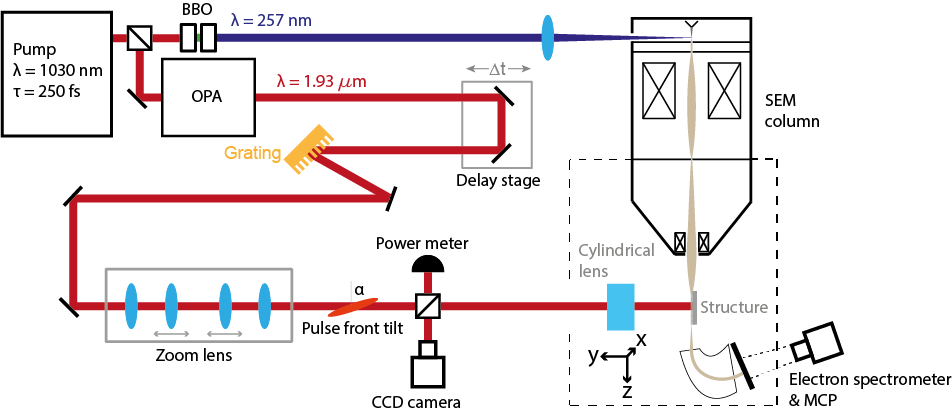 BBO
λ = 257 nm
Pump
λ = 1030 nm
τ = 250 fs
OPA
λ = 1.93 μm
Δt
SEM
column
Grating
Delay stage
Power meter
Cylindrical
lens
α
Structure
Pulse front tilt
Zoom lens
x
y
z
CCD camera
Electron spectrometer
& MCP